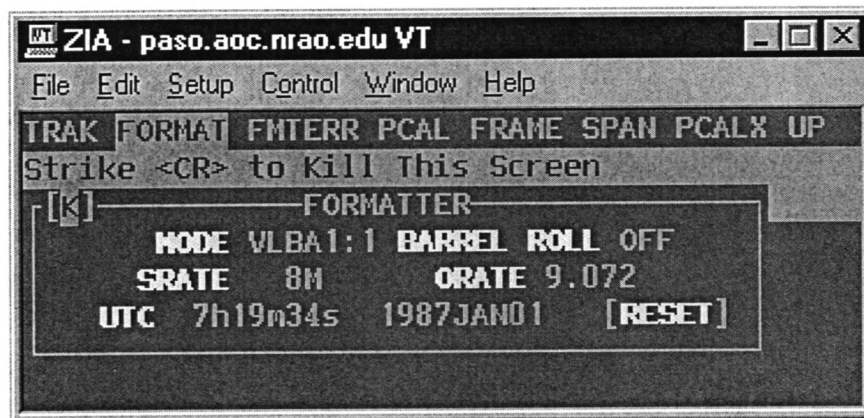 ZIA - paso.aoc.nrao.edu VT
File Edit Setup Control Window Help
TRAK FORMAT FMTERR PCAL FRAME SPAN PCALX UP
Strike <CR> to Kill This Screen
[K] FORMATTER
MODE VLBA1:1 BARREL ROLL OFF
SRATE 8M ORATE 9.072
UTC 7h19m34s 1987JAN01 [RESET]